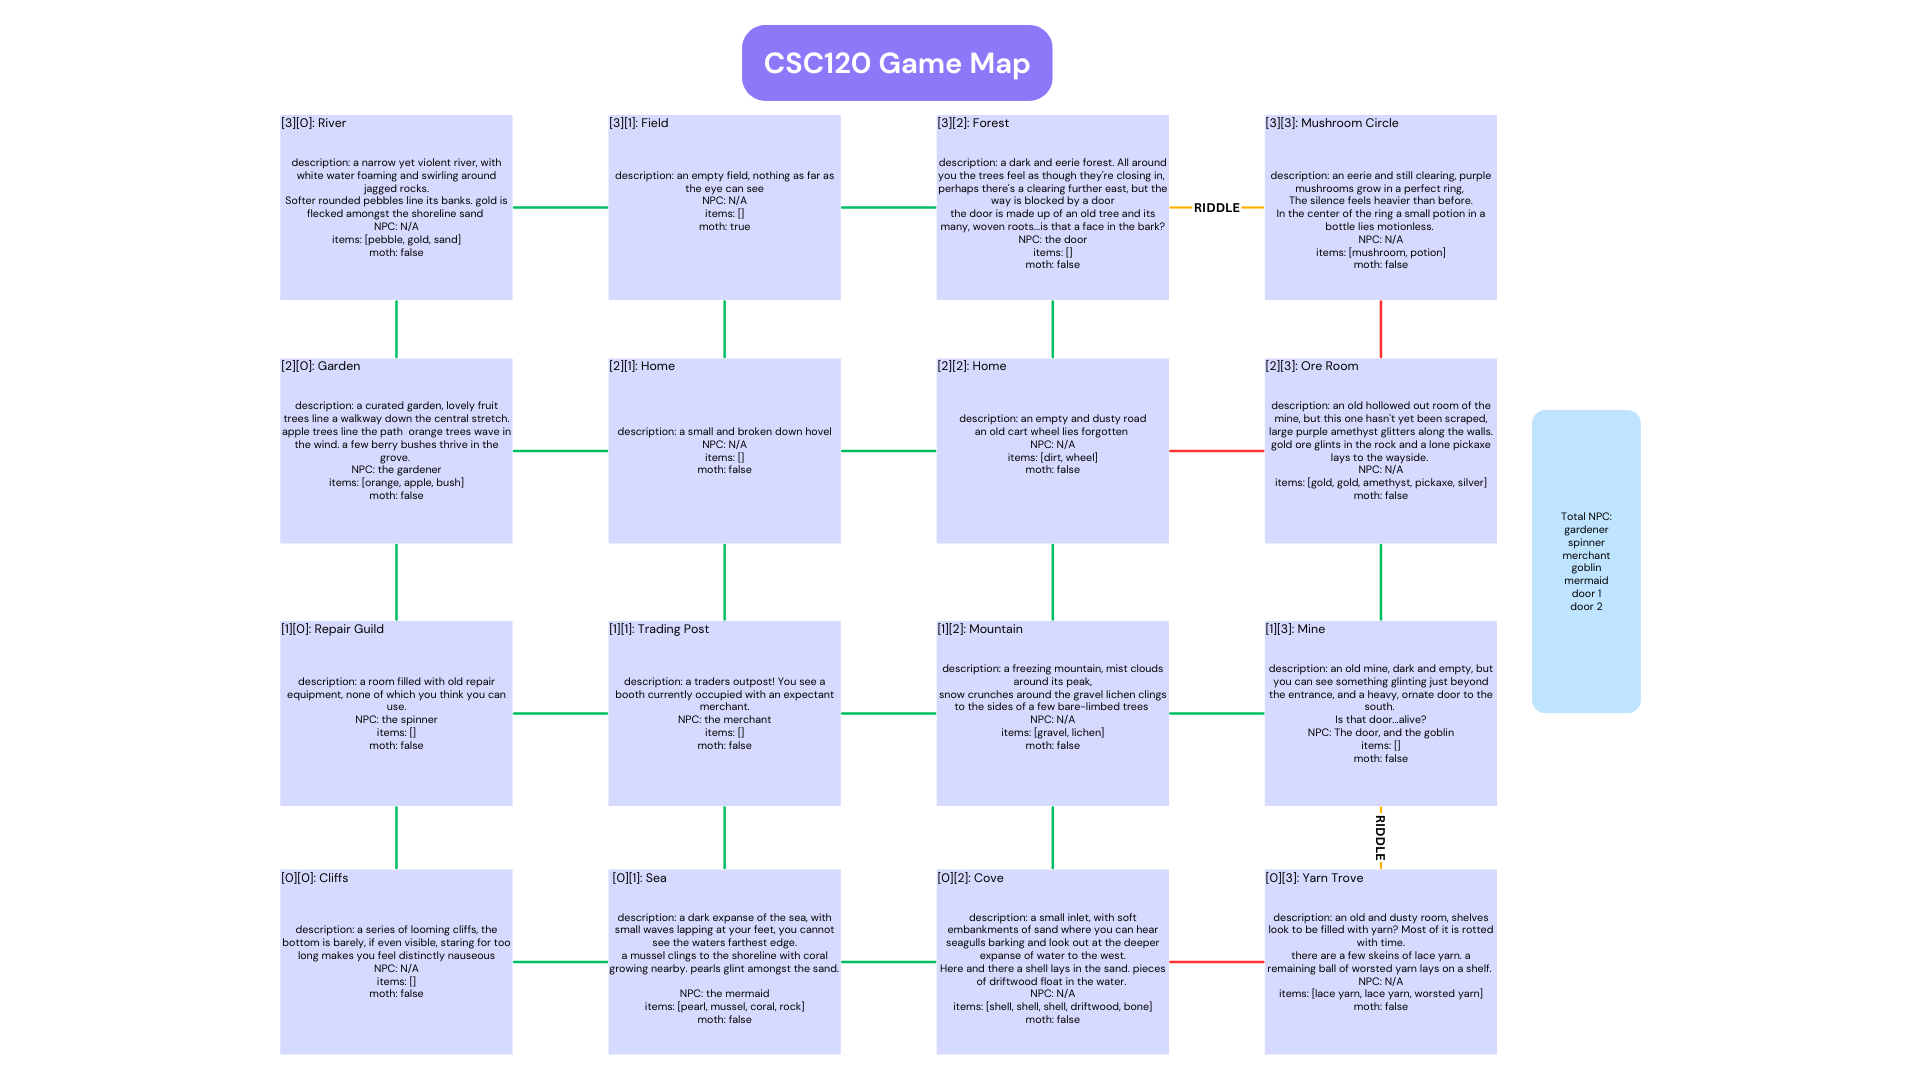 CSC120 Game Map
[3][0]: River
description: a narrow yet violent river, with
white water foaming and swirling around
jagged rocks.
Softer rounded pebbles line its banks. gold is
flecked amongst the shoreline sand
NPC: N/A
items: [pebble, gold, sand]
moth: false
[3][1]: Field
description: an empty field, nothing as far as
the eye can see
NPC: N/A
items: []
moth: true
[3][2]: Forest
description: a dark and eerie forest. All around
you the trees feel as though they're closing in,
perhaps there's a clearing further east, but the
way is blocked by a door
the door is made up of an old tree and its
many, woven roots...is that a face in the bark?
NPC: the door
items: []
moth: false
RIDDLE
[3][3]: Mushroom Circle
description: an eerie and still clearing, purple
mushrooms grow in a perfect ring,
The silence feels heavier than before.
In the center of the ring a small potion in a
bottle lies motionless.
NPC: N/A
items: [mushroom, potion]
moth: false
[2][0]: Garden
description: a curated garden, lovely fruit
trees line a walkway down the central stretch.
apple trees line the path  orange trees wave in
the wind. a few berry bushes thrive in the
grove.
NPC: the gardener
items: [orange, apple, bush]
moth: false
[2][1]: Home
description: a small and broken down hovel
NPC: N/A
items: []
moth: false
[2][2]: Home
description: an empty and dusty road
an old cart wheel lies forgotten
NPC: N/A
items: [dirt, wheel]
moth: false
[2][3]: Ore Room
description: an old hollowed out room of the
mine, but this one hasn't yet been scraped,
large purple amethyst glitters along the walls.
gold ore glints in the rock and a lone pickaxe
lays to the wayside.
NPC: N/A
items: [gold, gold, amethyst, pickaxe, silver]
moth: false
Total NPC:
gardener
spinner
merchant
goblin
mermaid
door 1
door 2
[1][0]: Repair Guild
description: a room filled with old repair
equipment, none of which you think you can
use.
NPC: the spinner
items: []
moth: false
[1][1]: Trading Post
description: a traders outpost! You see a
booth currently occupied with an expectant
merchant.
NPC: the merchant
items: []
moth: false
[1][2]: Mountain
description: a freezing mountain, mist clouds
around its peak,
snow crunches around the gravel lichen clings
to the sides of a few bare-limbed trees
NPC: N/A
items: [gravel, lichen]
moth: false
[1][3]: Mine
description: an old mine, dark and empty, but
you can see something glinting just beyond
the entrance, and a heavy, ornate door to the
south.
Is that door...alive?
NPC: The door, and the goblin
items: []
moth: false
RIDDLE
[0][0]: Cliffs
description: a series of looming cliffs, the
bottom is barely, if even visible, staring for too
long makes you feel distinctly nauseous
NPC: N/A
items: []
moth: false
[0][1]: Sea
description: a dark expanse of the sea, with
small waves lapping at your feet, you cannot
see the waters farthest edge.
a mussel clings to the shoreline with coral
growing nearby. pearls glint amongst the sand.
NPC: the mermaid
items: [pearl, mussel, coral, rock]
moth: false
[0][2]: Cove
description: a small inlet, with soft
embankments of sand where you can hear
seagulls barking and look out at the deeper
expanse of water to the west.
Here and there a shell lays in the sand. pieces
of driftwood float in the water.
NPC: N/A
items: [shell, shell, shell, driftwood, bone]
moth: false
[0][3]: Yarn Trove
description: an old and dusty room, shelves
look to be filled with yarn? Most of it is rotted
with time.
there are a few skeins of lace yarn. a
remaining ball of worsted yarn lays on a shelf.
NPC: N/A
items: [lace yarn, lace yarn, worsted yarn]
moth: false